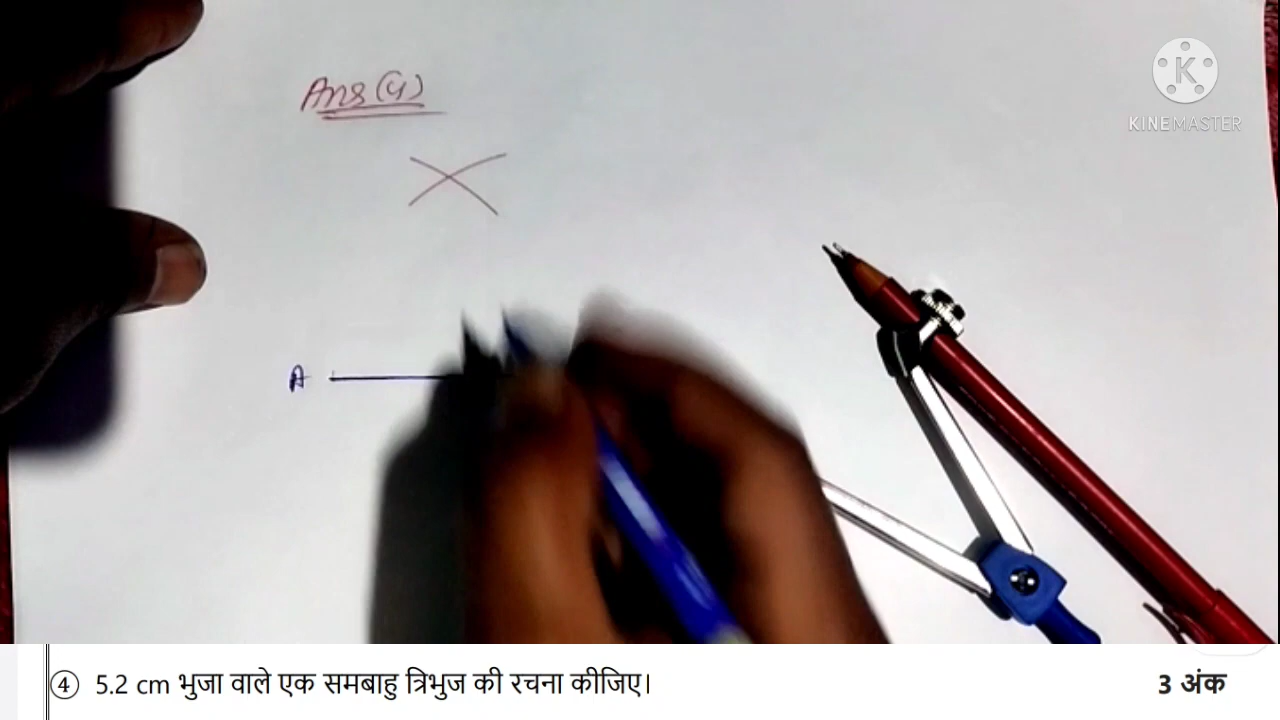 Ans (4)
KINEMASTER
A
④ 5.2 cm भुजा वाले एक समबाहु त्रिभुज की रचना कीजिए। 3 अंक